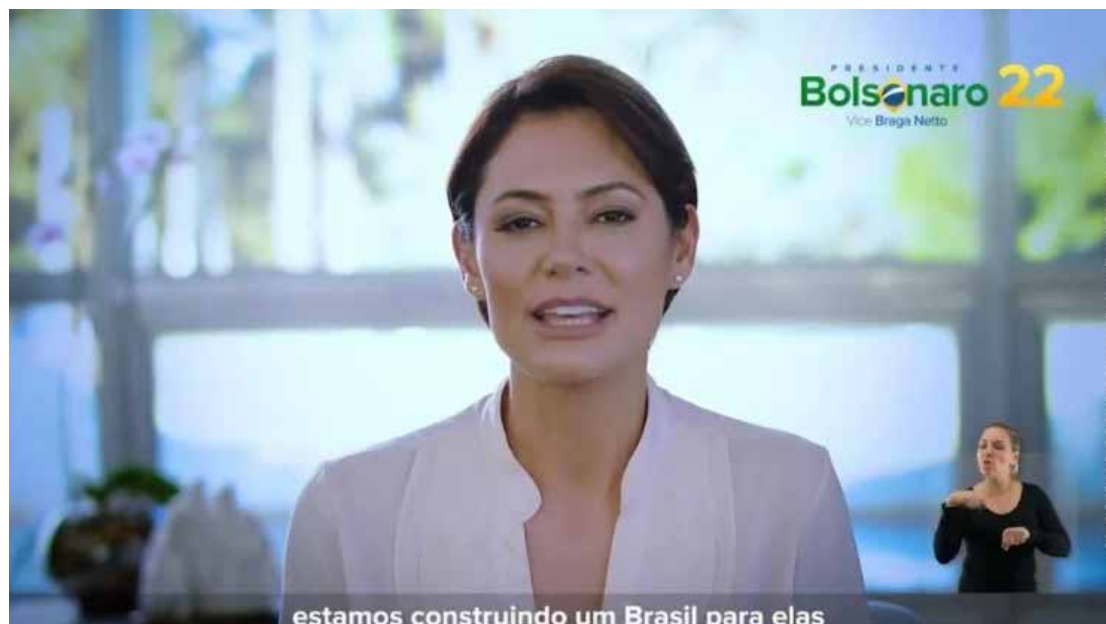 PRESIDENTE
Bolsonaro 22
Vice Braga Netto
estamos construindo um Brasil para elas